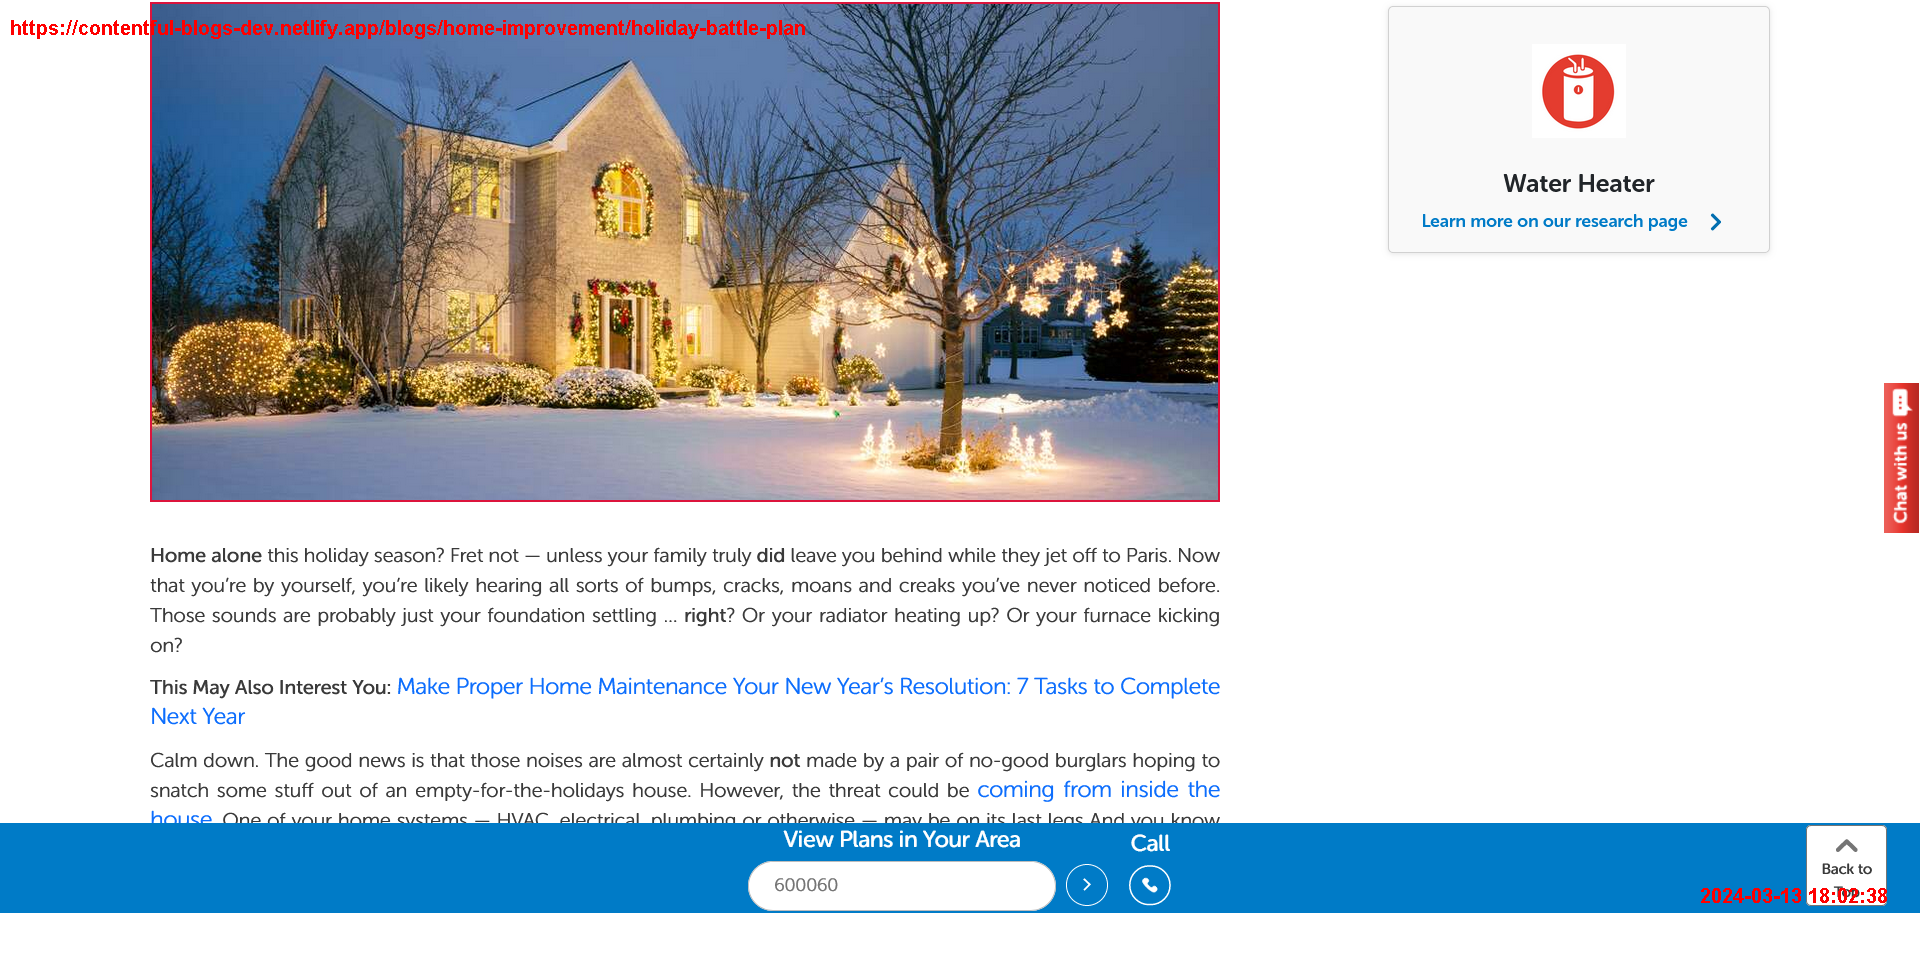 https://contentful-blogs-dev.netlify.app/blogs/home-improvement/holiday-battle-plan
Water Heater
Learn more on our research page
Chat with us
Home alone this holiday season? Fret not — unless your family truly did leave you behind while they jet off to Paris. Now
that you’re by yourself, you’re likely hearing all sorts of bumps, cracks, moans and creaks you’ve never noticed before.
Those sounds are probably just your foundation settling ... right? Or your radiator heating up? Or your furnace kicking
on?
This May Also Interest You: Make Proper Home Maintenance Your New Year’s Resolution: 7 Tasks to Complete
Next Year
Calm down. The good news is that those noises are almost certainly not made by a pair of no-good burglars hoping to
snatch some stuff out of an empty-for-the-holidays house. However, the threat could be coming from inside the
house. One of your home systems — HVAC, electrical, plumbing or otherwise — may be on its last legs And you know
View Plans in Your Area
Call
600060
Back to
Top
2024-03-13 18:02:38